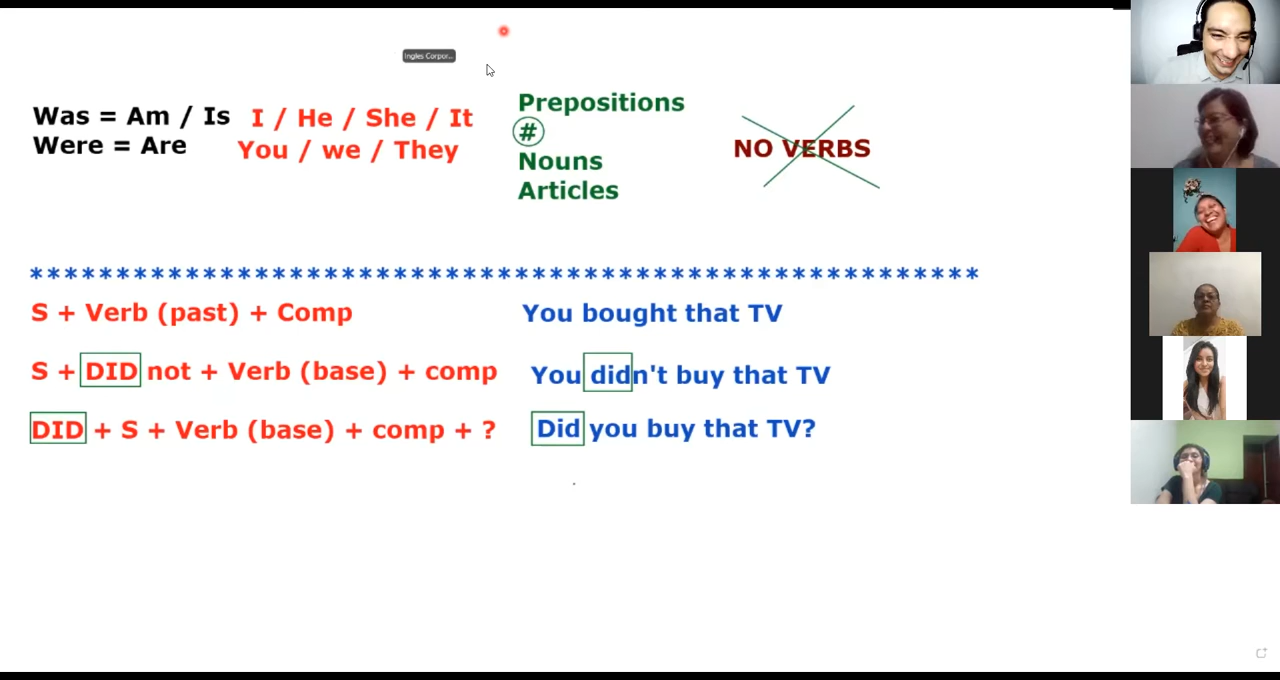 Ingles Corpor...
Was = Am / Is I / He / She / It
Were = Are You / we / They
Prepositions
#
Nouns
Articles
NO VERBS
*******************************************************
S + Verb (past) + Comp You bought that TV
S + DID not + Verb (base) + comp You didn't buy that TV
DID + S + Verb (base) + comp + ? Did you buy that TV?